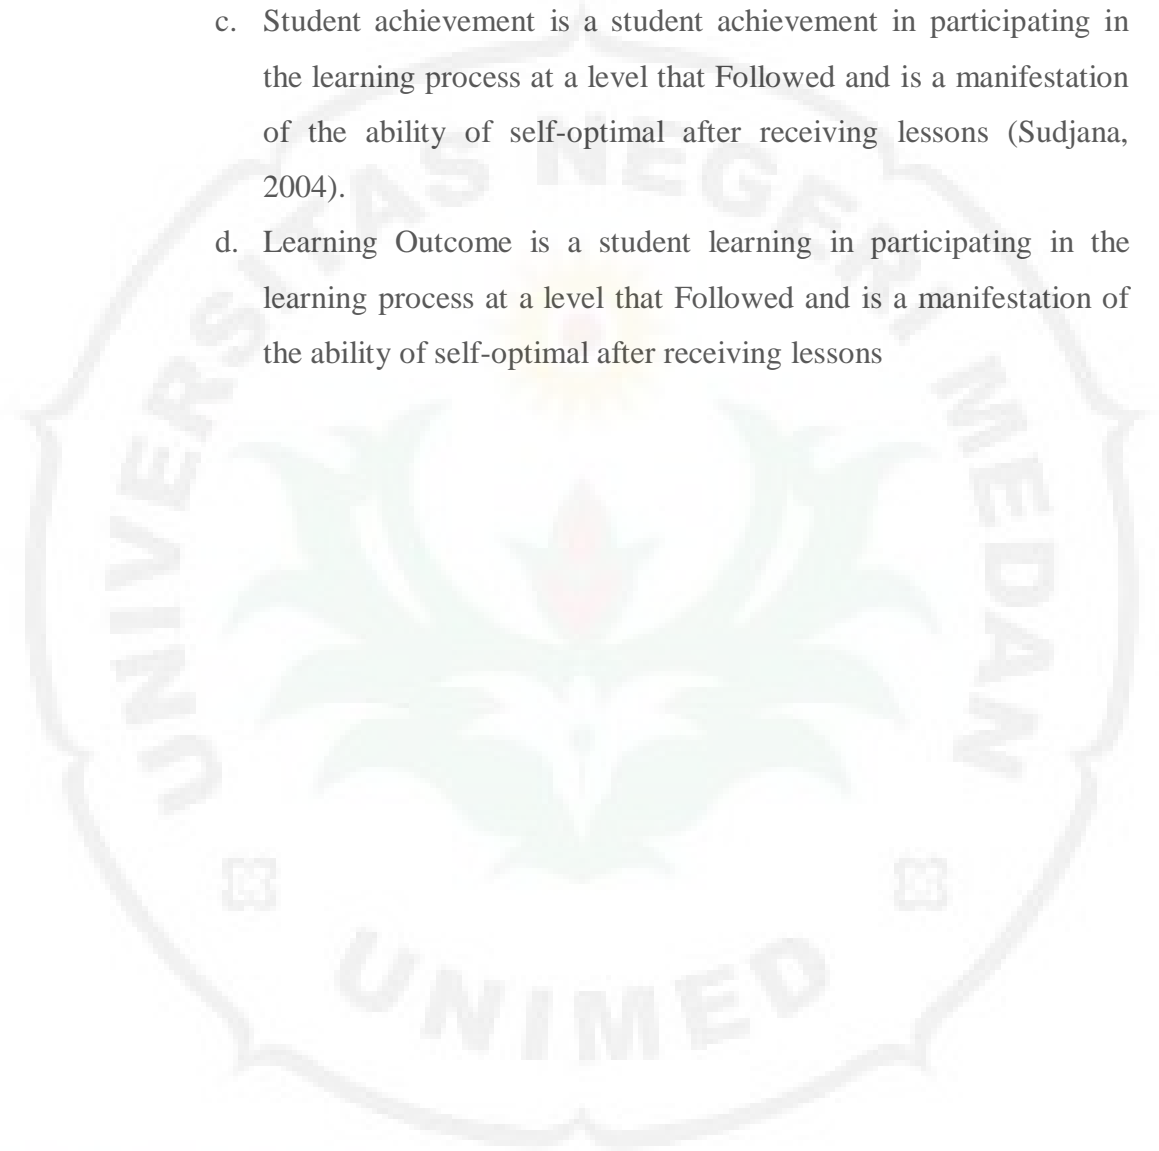 c. Student achievement is a student achievement in participating in
the learning process at a level that Followed and is a manifestation
of the ability of self-optimal after receiving lessons (Sudjana,
2004).
d. Learning Outcome is a student learning in participating in the
learning process at a level that Followed and is a manifestation of
the ability of self-optimal after receiving lessons
UNIVERSITAS NEGERI MEDAN
UNIMED